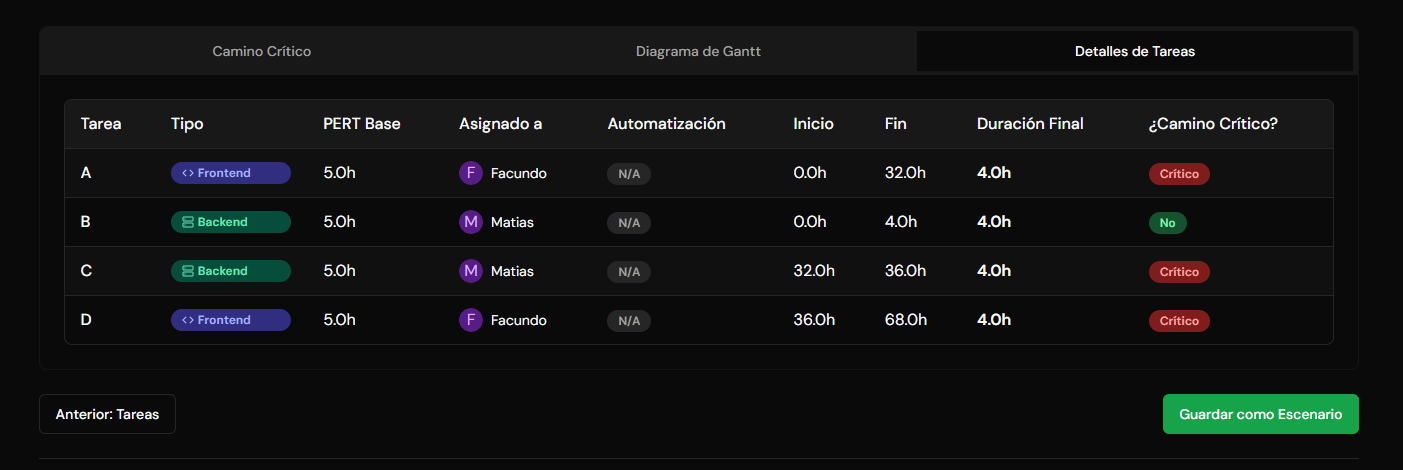 Camino Crítico Diagrama de Gantt Detalles de Tareas
Tarea Tipo PERT Base Asignado a Automatización Inicio Fin Duración Final ¿Camino Crítico?
A Frontend 5.0h F Facundo N/A 0.0h 32.0h 4.0h Crítico
B Backend 5.0h M Matias N/A 0.0h 4.0h 4.0h No
C Backend 5.0h M Matias N/A 32.0h 36.0h 4.0h Crítico
D Frontend 5.0h F Facundo N/A 36.0h 68.0h 4.0h Crítico
Anterior: Tareas Guardar como Escenario